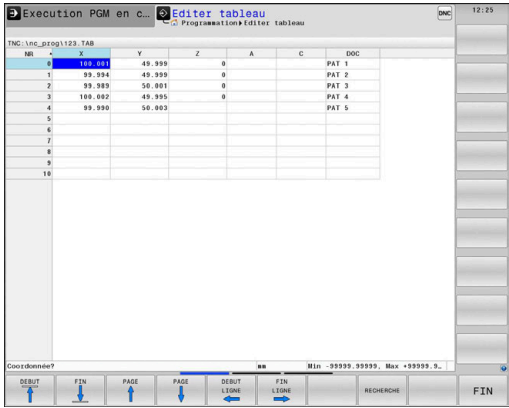 Execution PGM en c... Editer tableau DNC 12:25
Programmation Editer tableau
TNC:\nc_prog\123.TAB
NR X Y Z A C DOC
0 100.001 49.999 0 PAT 1
1 99.994 49.999 0 PAT 2
2 99.989 50.001 0 PAT 3
3 100.002 49.995 0 PAT 4
4 99.990 50.003 PAT 5
5
6
7
8
9
10
Coordonnée? mm Min -99999.99999, Max +99999.9…
DEBUT FIN PAGE PAGE DEBUT LIGNE FIN LIGNE RECHERCHE FIN